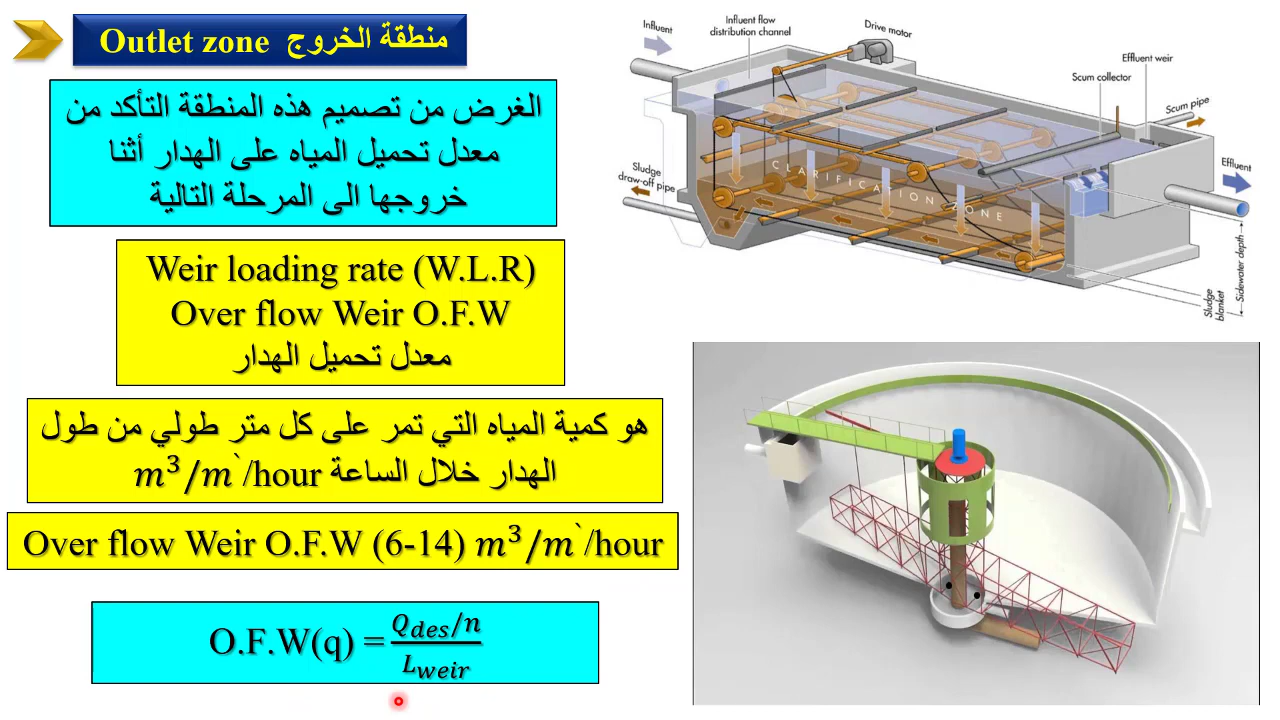 منطقة الخروج Outlet zone
الغرض من تصميم هذه المنطقة التأكد من
معدل تحميل المياه على الهدار أثنا
خروجها الى المرحلة التالية
Weir loading rate (W.L.R)
Over flow Weir O.F.W
معدل تحميل الهدار
هو كمية المياه التي تمر على كل متر طولي من طول
الهدار خلال الساعة m³/m`/hour
Over flow Weir O.F.W (6-14) m³/m`/hour
O.F.W(q) = (Q_des/n)/(L_weir)
Influent
Influent flow
distribution channel
Drive motor
Effluent weir
Scum collector
Scum pipe
Effluent
Sludge
draw-off pipe
CLARIFICATION ZONE
Sidewater depth
Sludge
blanket